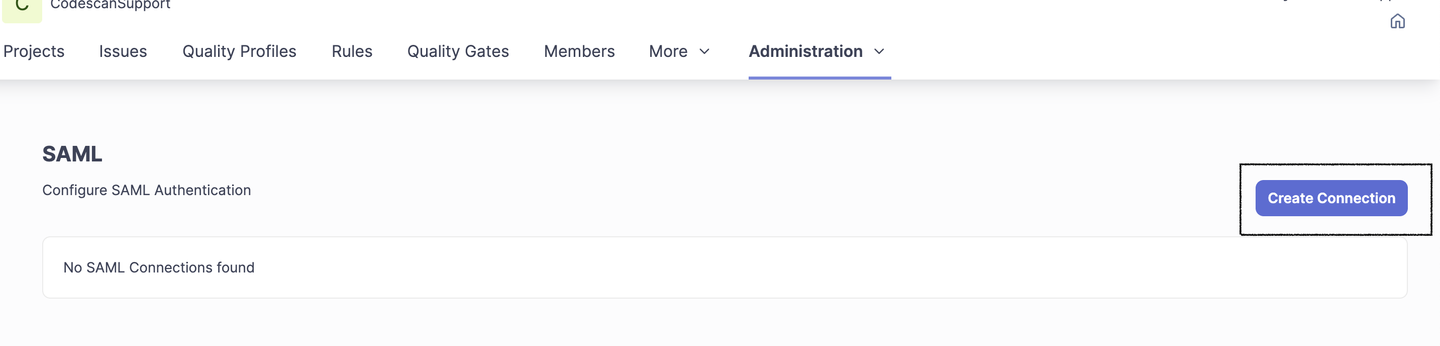 C CodescanSupport
Projects Issues Quality Profiles Rules Quality Gates Members More Administration
SAML
Configure SAML Authentication
Create Connection
No SAML Connections found